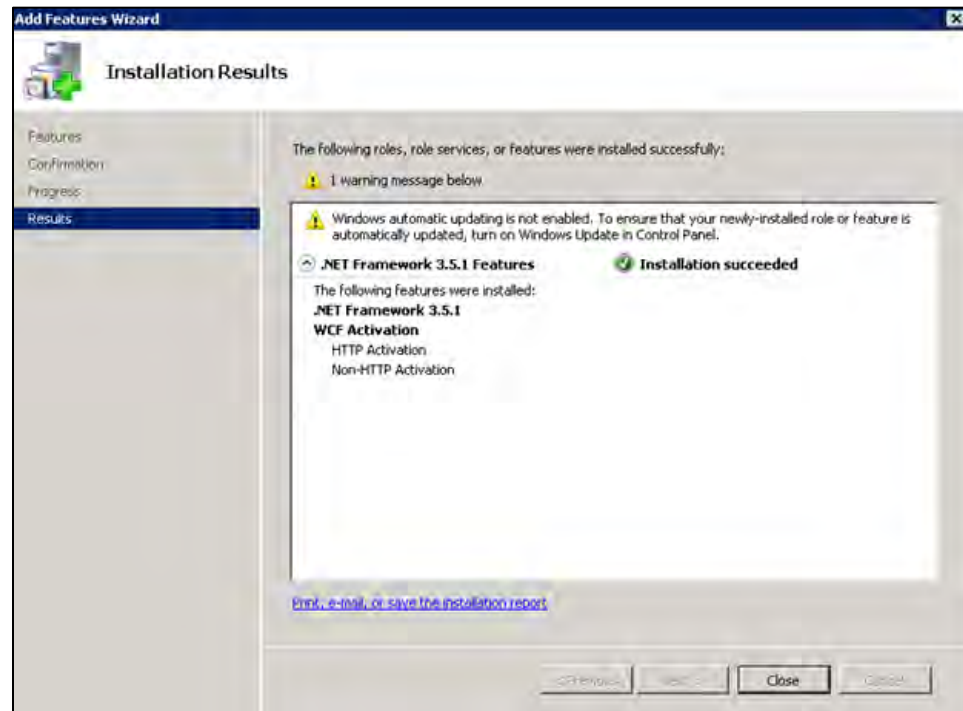 Add Features Wizard
Installation Results
Features
Confirmation
Progress
Results
The following roles, role services, or features were installed successfully:
1 warning message below
Windows automatic updating is not enabled. To ensure that your newly-installed role or feature is
automatically updated, turn on Windows Update in Control Panel.
.NET Framework 3.5.1 Features
Installation succeeded
The following features were installed:
.NET Framework 3.5.1
WCF Activation
HTTP Activation
Non-HTTP Activation
Print, e-mail, or save the installation report
< Previous
Next >
Close
Cancel